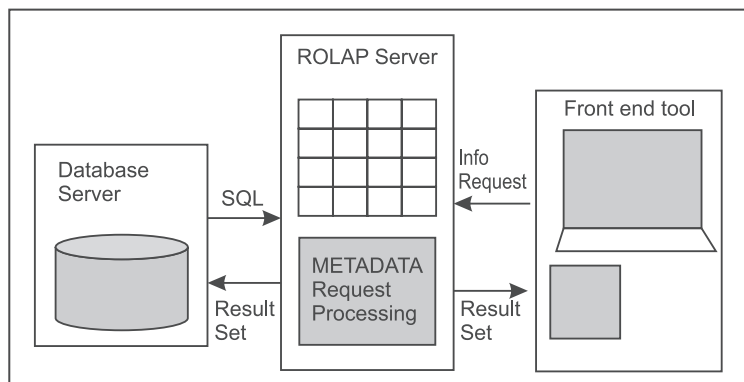 ROLAP Server
Front end tool
Database
Server
SQL
Info
Request
METADATA
Request
Processing
Result
Set
Result
Set